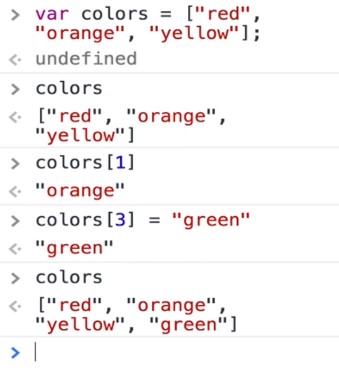 > var colors = ["red",
"orange", "yellow"];
<· undefined
> colors
<· ["red", "orange",
"yellow"]
> colors[1]
<· "orange"
> colors[3] = "green"
<· "green"
> colors
<· ["red", "orange",
"yellow", "green"]
>